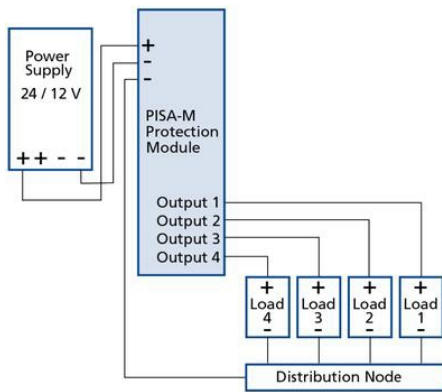 Power
Supply
24 / 12 V
+ + - -
+
-
-
PISA-M
Protection
Module
Output 1
Output 2
Output 3
Output 4
+
Load
4
-
+
Load
3
-
+
Load
2
-
+
Load
1
-
Distribution Node